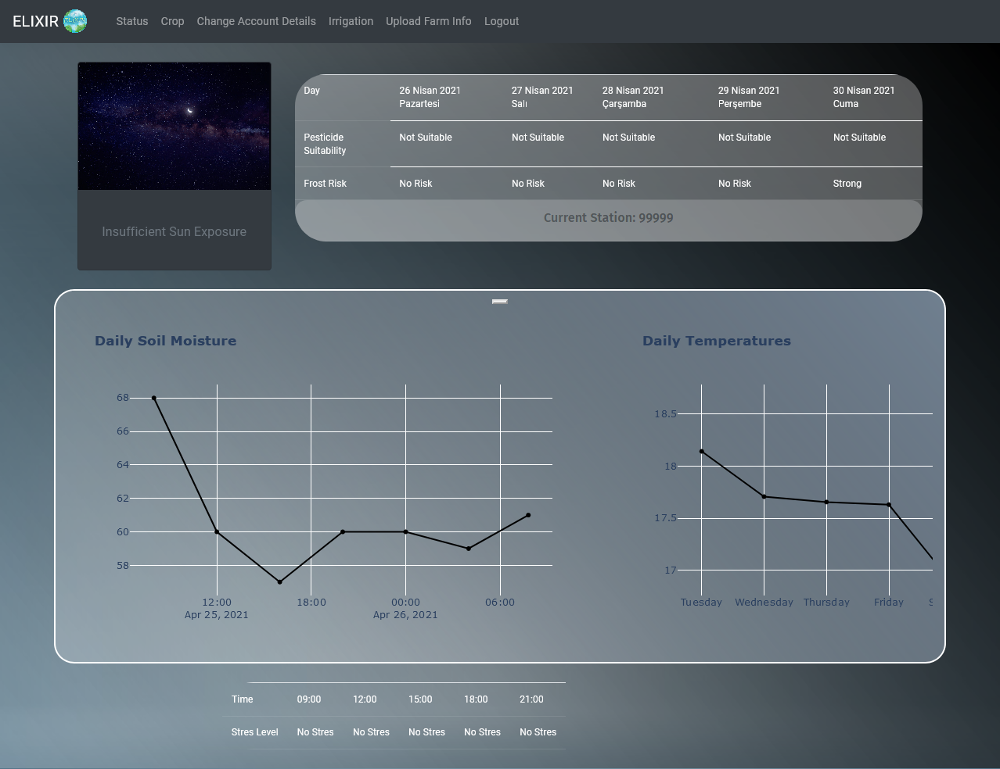 ELIXIR
Status Crop Change Account Details Irrigation Upload Farm Info Logout
Insufficient Sun Exposure
Day 26 Nisan 2021 Pazartesi 27 Nisan 2021 Salı 28 Nisan 2021 Çarşamba 29 Nisan 2021 Perşembe 30 Nisan 2021 Cuma
Pesticide Suitability Not Suitable Not Suitable Not Suitable Not Suitable Not Suitable
Frost Risk No Risk No Risk No Risk No Risk Strong
Current Station: 99999
Daily Soil Moisture
68
66
64
62
60
58
12:00 18:00 00:00 06:00
Apr 25, 2021 Apr 26, 2021
Daily Temperatures
18.5
18
17.5
17
Tuesday Wednesday Thursday Friday S
Time 09:00 12:00 15:00 18:00 21:00
Stres Level No Stres No Stres No Stres No Stres No Stres